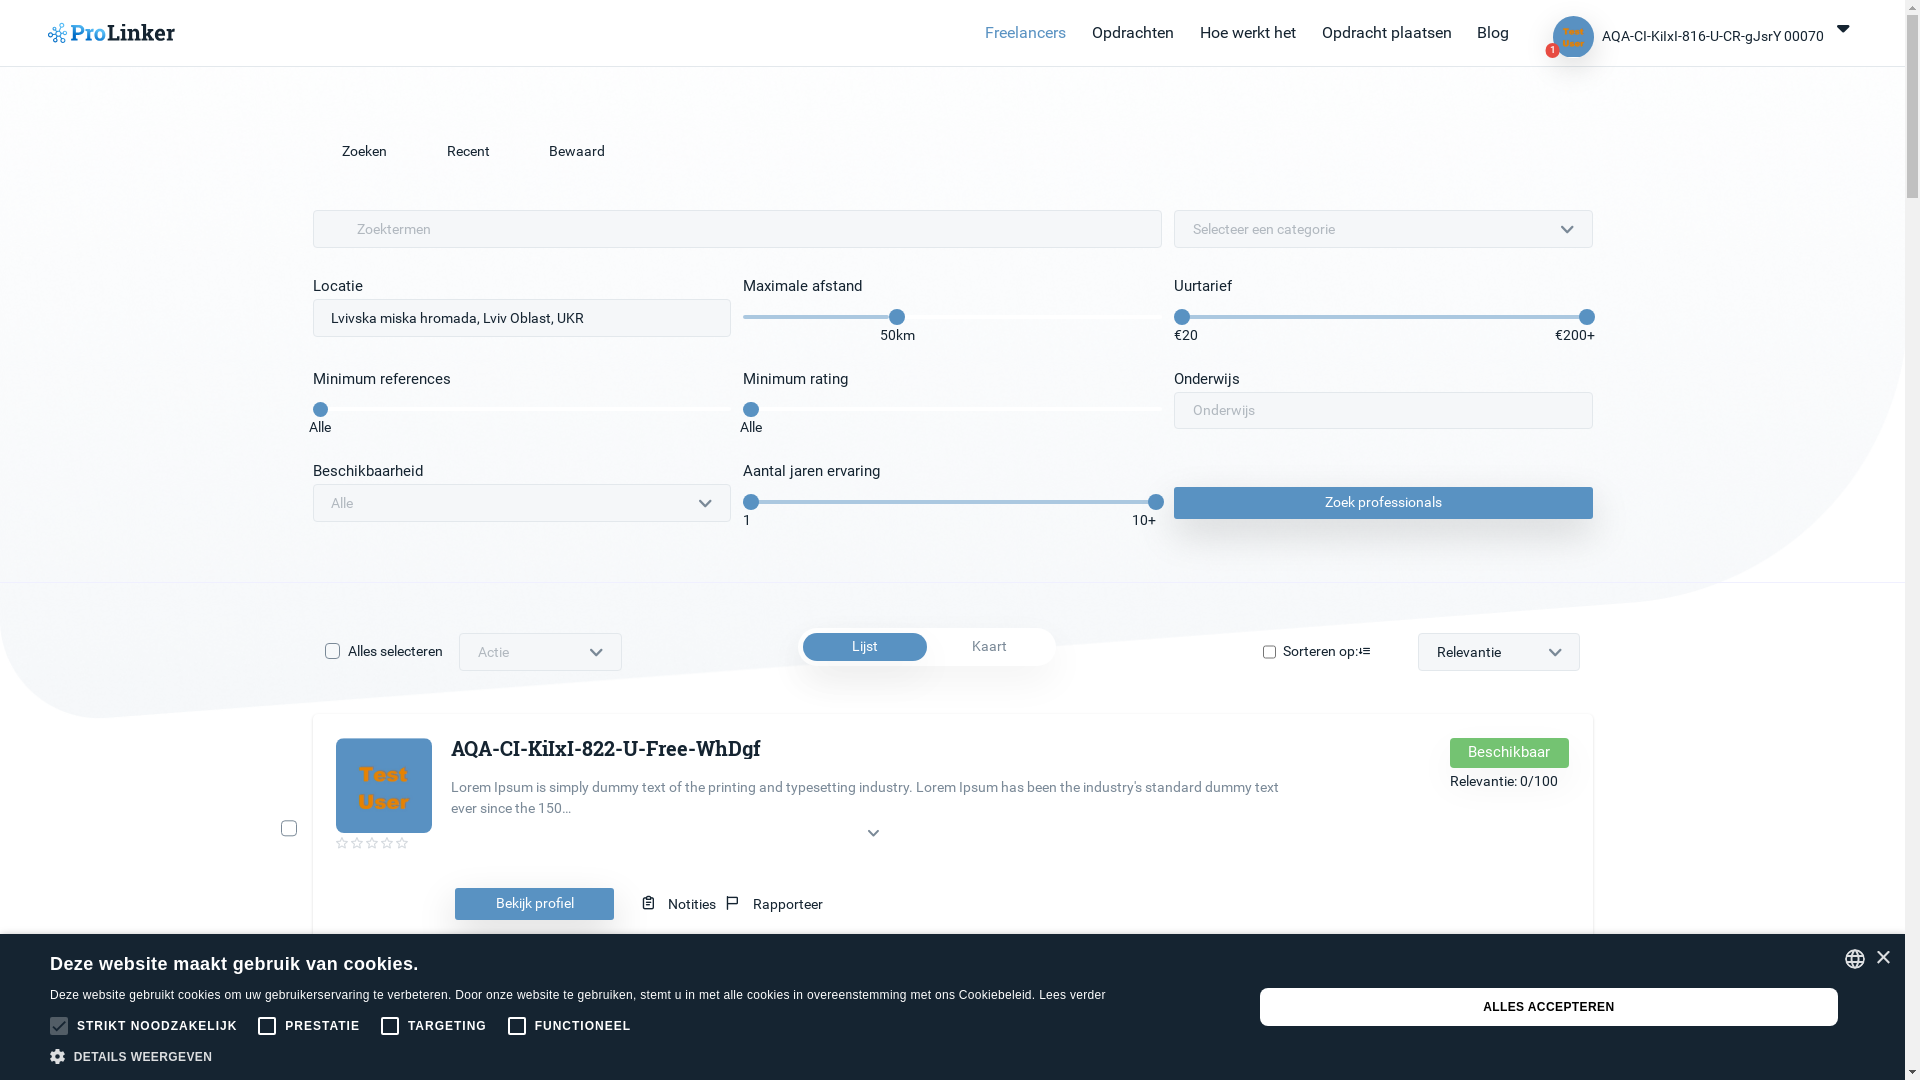 ProLinker
Freelancers
Opdrachten
Hoe werkt het
Opdracht plaatsen
Blog
Test
User
1
AQA-CI-KiIxI-816-U-CR-gJsrY 00070
Zoeken
Recent
Bewaard
Zoektermen
Selecteer een categorie
Locatie
Maximale afstand
Uurtarief
Lvivska miska hromada, Lviv Oblast, UKR
50km
€20
€200+
Minimum references
Minimum rating
Onderwijs
Onderwijs
Alle
Alle
Beschikbaarheid
Aantal jaren ervaring
Alle
1
10+
Zoek professionals
Alles selecteren
Actie
Lijst
Kaart
Sorteren op:
Relevantie
Test
User
AQA-CI-KiIxI-822-U-Free-WhDgf
Beschikbaar
Relevantie: 0/100
Lorem Ipsum is simply dummy text of the printing and typesetting industry. Lorem Ipsum has been the industry's standard dummy text
ever since the 150...
Bekijk profiel
Notities
Rapporteer
Deze website maakt gebruik van cookies.
Deze website gebruikt cookies om uw gebruikerservaring te verbeteren. Door onze website te gebruiken, stemt u in met alle cookies in overeenstemming met ons Cookiebeleid. Lees verder
STRIKT NOODZAKELIJK
PRESTATIE
TARGETING
FUNCTIONEEL
DETAILS WEERGEVEN
ALLES ACCEPTEREN
×